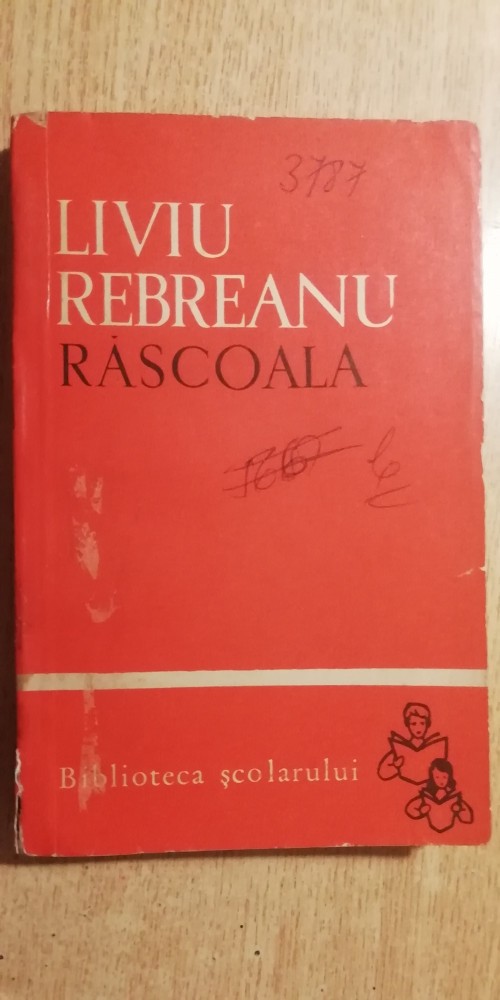 3787
LIVIU
REBREANU
RĂSCOALA
Biblioteca școlarului